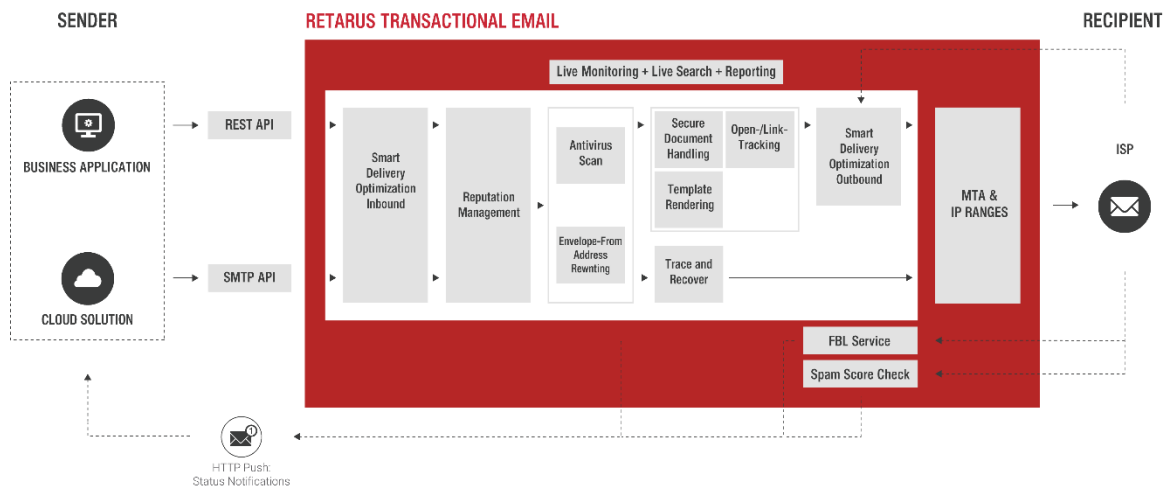 SENDER
RETARUS TRANSACTIONAL EMAIL
RECIPIENT
Live Monitoring + Live Search + Reporting
BUSINESS APPLICATION
REST API
Smart
Delivery
Optimization
Inbound
Reputation
Management
Antivirus
Scan
Secure
Document
Handling
Open-/Link-
Tracking
Template
Rendering
Smart
Delivery
Optimization
Outbound
MTA &
IP RANGES
ISP
CLOUD SOLUTION
SMTP API
Envelope-From
Address
Rewnting
Trace and
Recover
FBL Service
Spam Score Check
1
HTTP Push:
Status Notifications